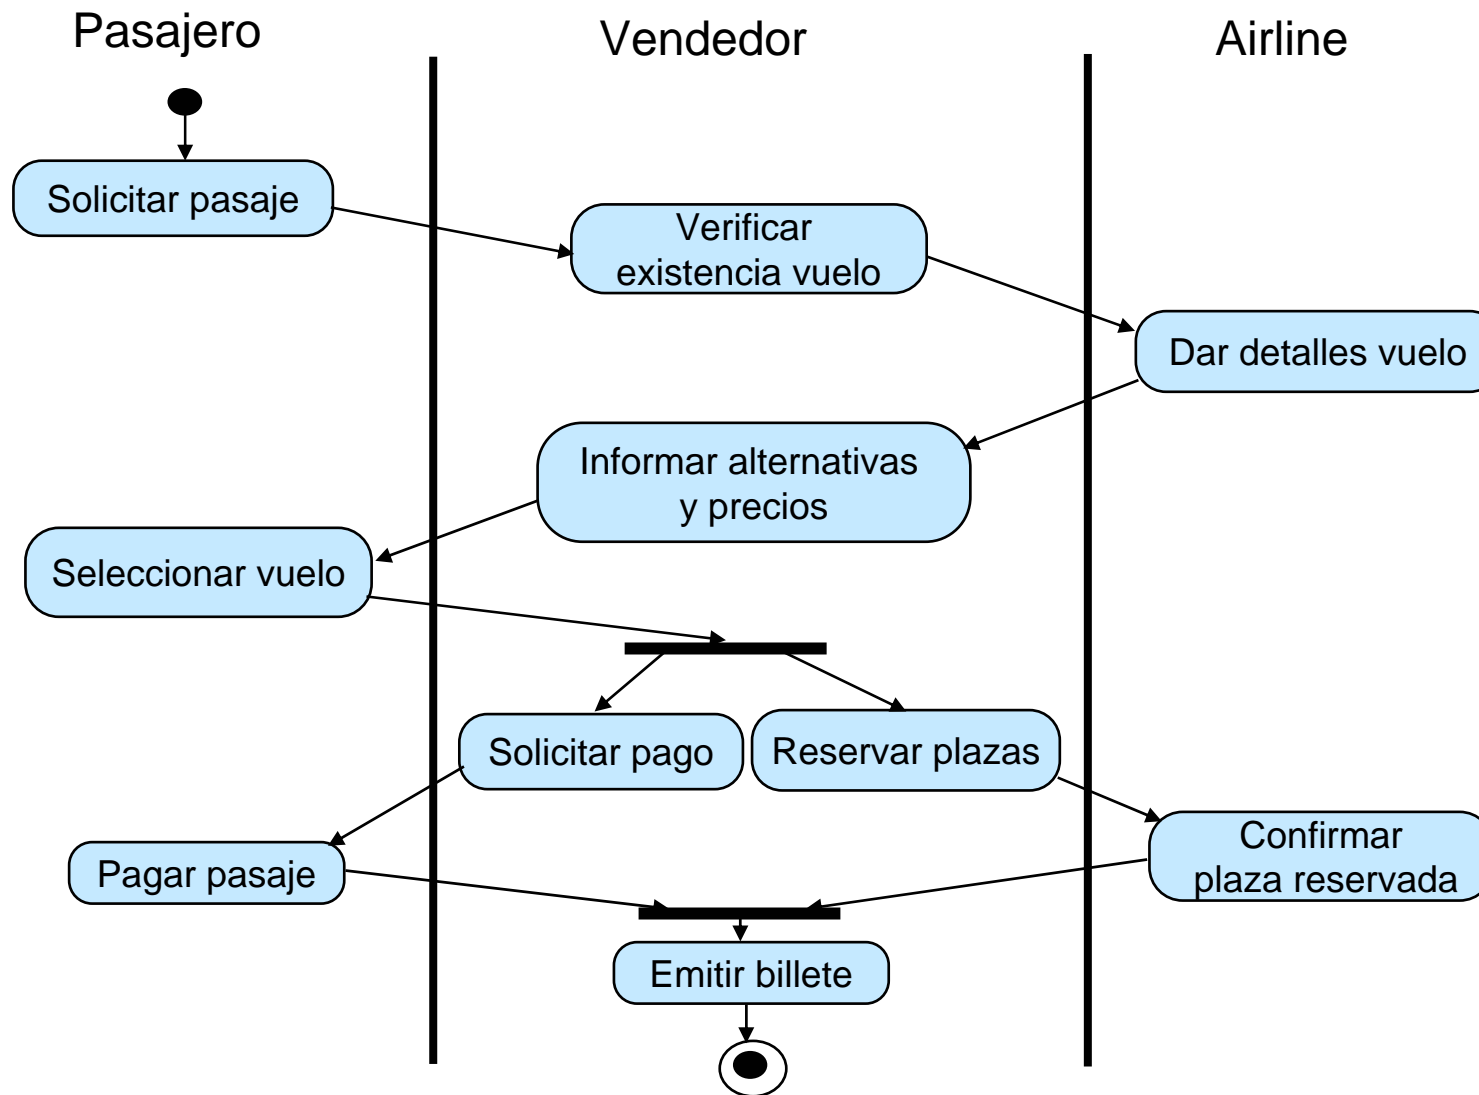 Pasajero
Vendedor
Airline
Solicitar pasaje
Verificar
existencia vuelo
Dar detalles vuelo
Informar alternativas
y precios
Seleccionar vuelo
Solicitar pago
Reservar plazas
Pagar pasaje
Confirmar
plaza reservada
Emitir billete